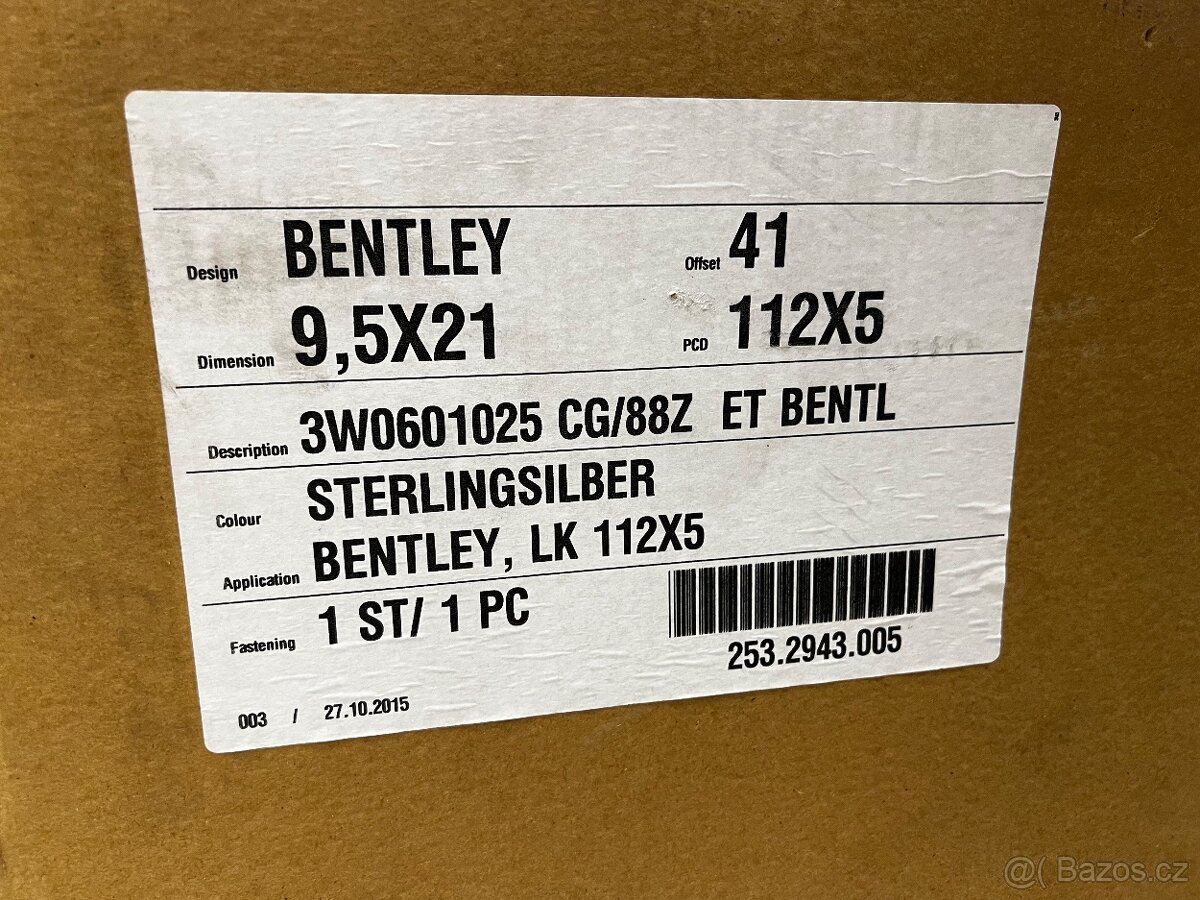 Design BENTLEY Offset 41
Dimension 9,5X21 PCD 112X5
Description 3W0601025 CG/88Z ET BENTL
Colour STERLINGSILBER
Application BENTLEY, LK 112X5
Fastening 1 ST/ 1 PC
253.2943.005
003 / 27.10.2015
@( Bazos.cz